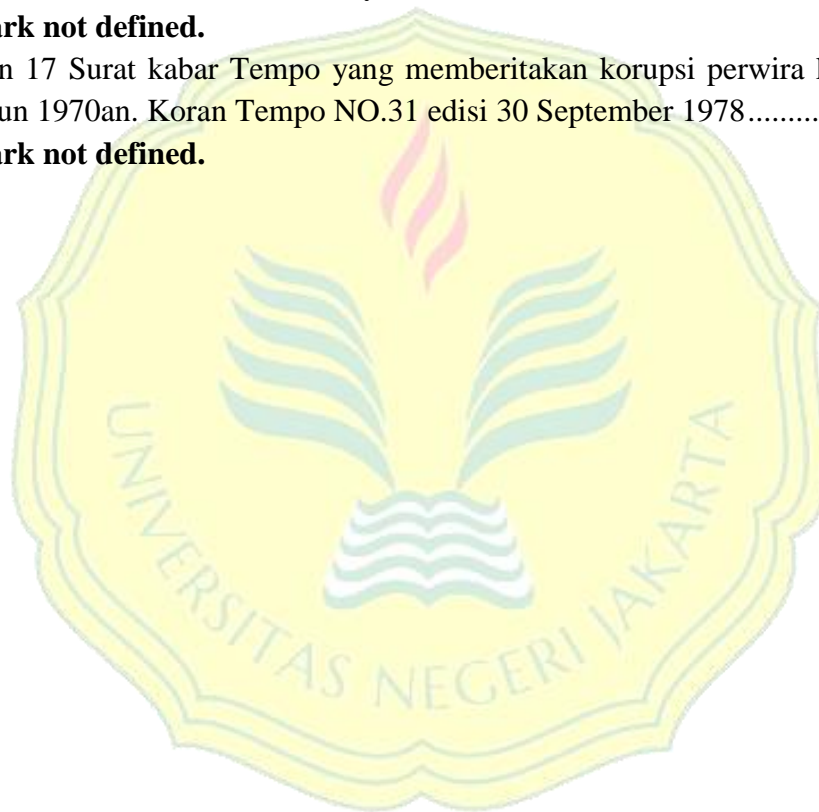 ark not defined.
n 17 Surat kabar Tempo yang memberitakan korupsi perwira
un 1970an. Koran Tempo NO.31 edisi 30 September 1978.........
ark not defined.
UNIVERSITAS NEGERI JAKARTA